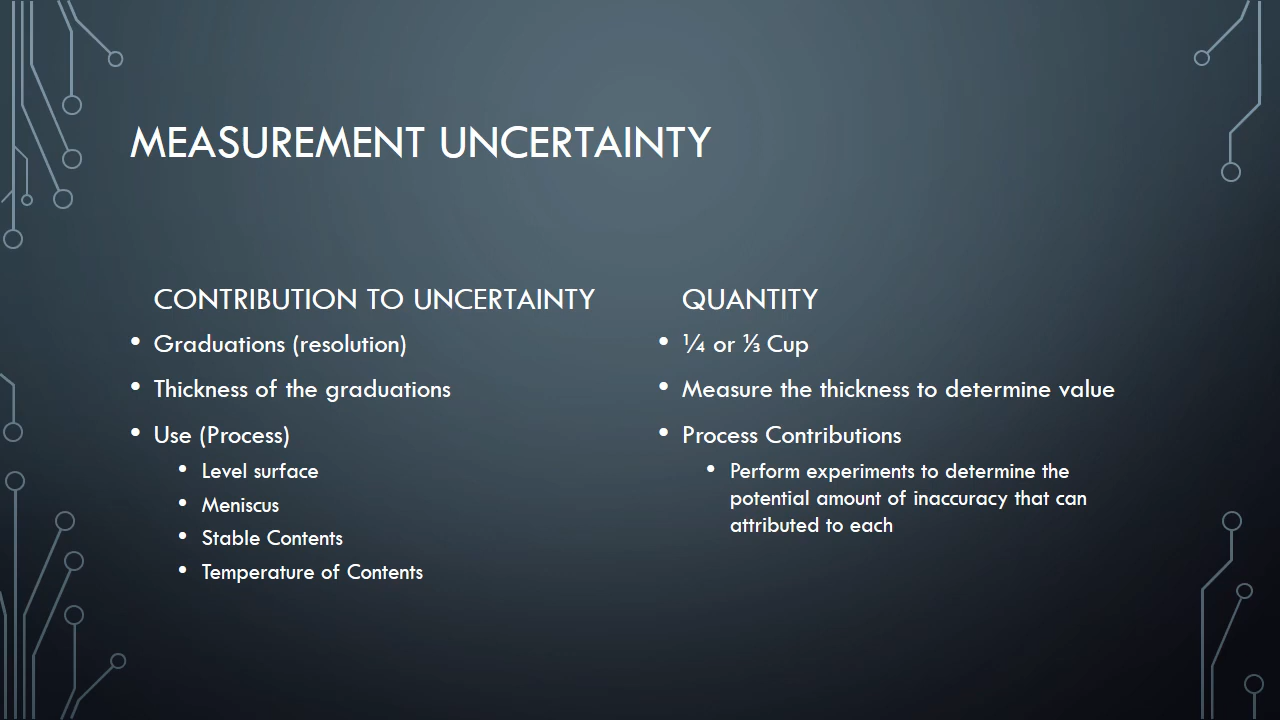 MEASUREMENT UNCERTAINTY
CONTRIBUTION TO UNCERTAINTY
• Graduations (resolution)
• Thickness of the graduations
• Use (Process)
• Level surface
• Meniscus
• Stable Contents
• Temperature of Contents
QUANTITY
• ¼ or ⅓ Cup
• Measure the thickness to determine value
• Process Contributions
• Perform experiments to determine the
potential amount of inaccuracy that can
attributed to each